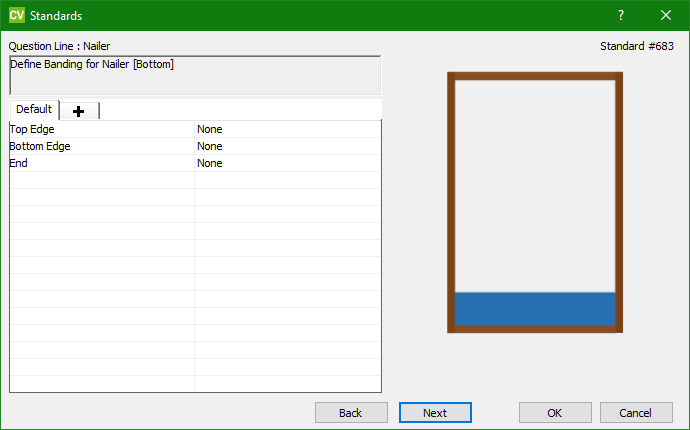 CV Standards ?
Question Line : Nailer
Standard #683
Define Banding for Nailer [Bottom]
Default
Top Edge None
Bottom Edge None
End None
Back Next OK Cancel